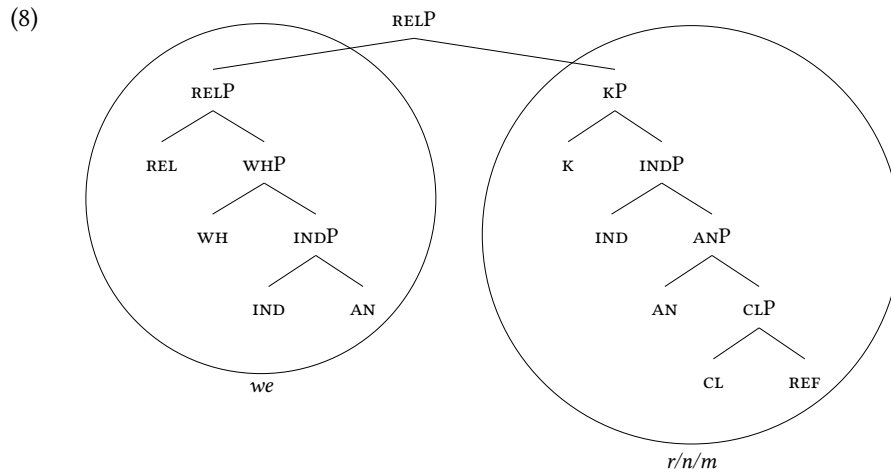 (8) RELP
RELP KP
REL WHP K INDP
WH INDP IND ANP
IND AN AN CLP
we CL REF
r/n/m